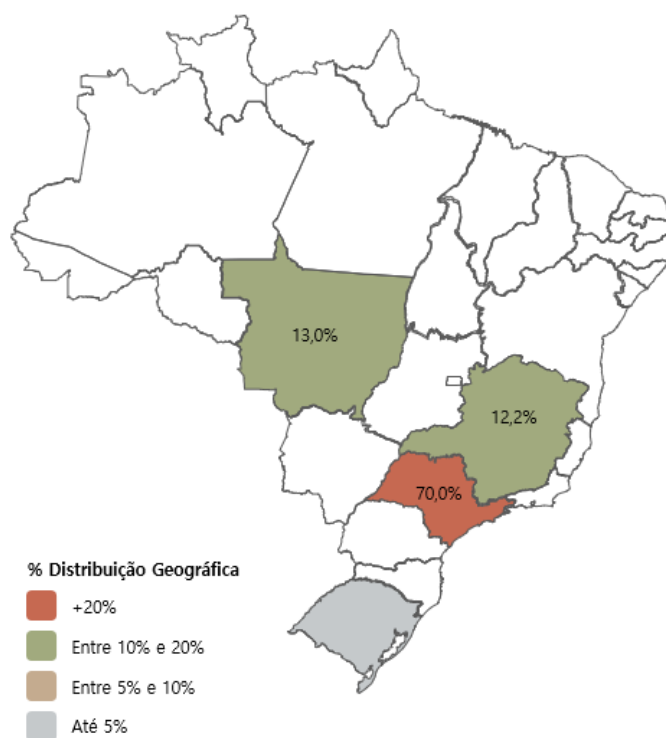 13,0%
12,2%
70,0%
% Distribuição Geográfica
+20%
Entre 10% e 20%
Entre 5% e 10%
Até 5%